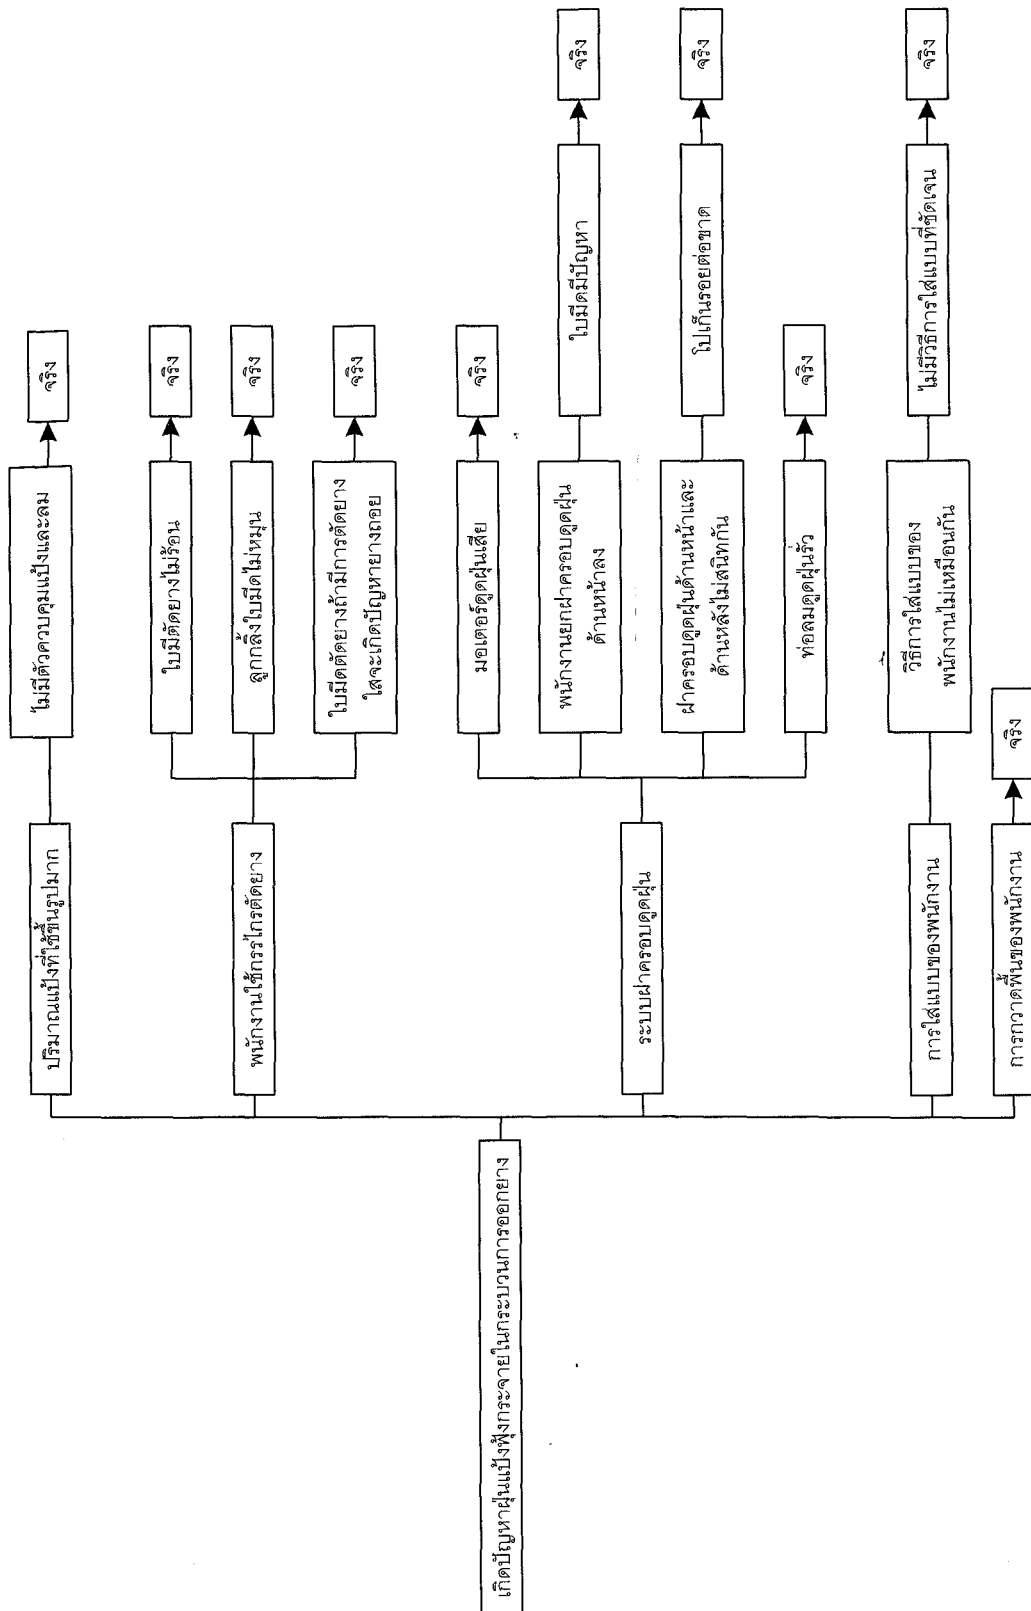 เกิดปัญหาฝุ่นแป้งฟุ้งกระจายในกระบวนการออกยาง
ปริมาณแป้งที่ใช้ขึ้นรูปมาก
ไม่มีตัวควบคุมแป้งและลม
จริง
พนักงานใช้กรรไกรตัดยาง
ใบมีดตัดยางไม่ร้อน
จริง
ลูกกลิ้งใบมีดไม่หมุน
จริง
ใบมีดตัดยางถ้ามีการตัดยาง
ใสจะเกิดปัญหายางถอย
จริง
ระบบฝาครอบดูดฝุ่น
มอเตอร์ดูดฝุ่นเสีย
จริง
พนักงานยกฝาครอบดูดฝุ่น
ด้านหน้าลง
ใบมีดมีปัญหา
จริง
ฝาครอบดูดฝุ่นด้านหน้าและ
ด้านหลังไม่สนิทกัน
โปเก็นรอยต่อขาด
จริง
ท่อลมดูดฝุ่นรั่ว
จริง
การใส่แบบของพนักงาน
วิธีการใส่แบบของ
พนักงานไม่เหมือนกัน
ไม่มีวิธีการใส่แบบที่ชัดเจน
จริง
การกวาดพื้นของพนักงาน
จริง